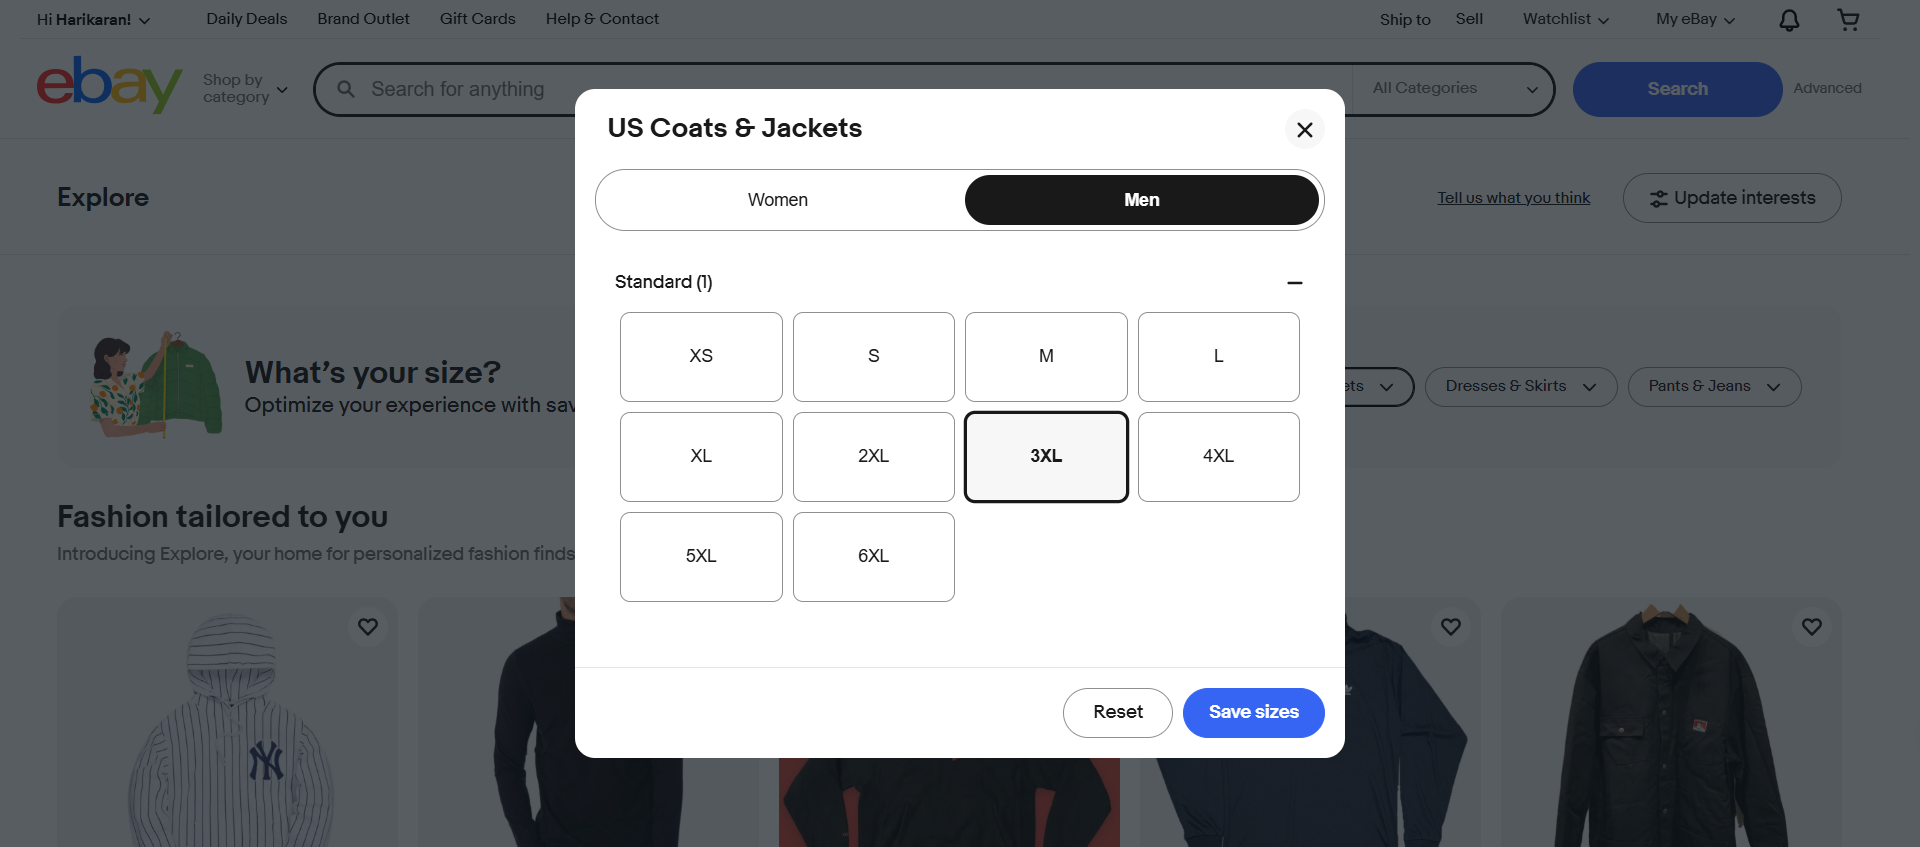 Hi Harikaran!
Daily Deals
Brand Outlet
Gift Cards
Help & Contact
Ship to
Sell
Watchlist
My eBay
ebay
Shop by
category
Search for anything
All Categories
Search
Advanced
Explore
Tell us what you think
Update interests
What's your size?
Optimize your experience with sav
ets
Dresses & Skirts
Pants & Jeans
Fashion tailored to you
Introducing Explore, your home for personalized fashion finds
NY
US Coats & Jackets
Women
Men
Standard (1)
XS
S
M
L
XL
2XL
3XL
4XL
5XL
6XL
Reset
Save sizes